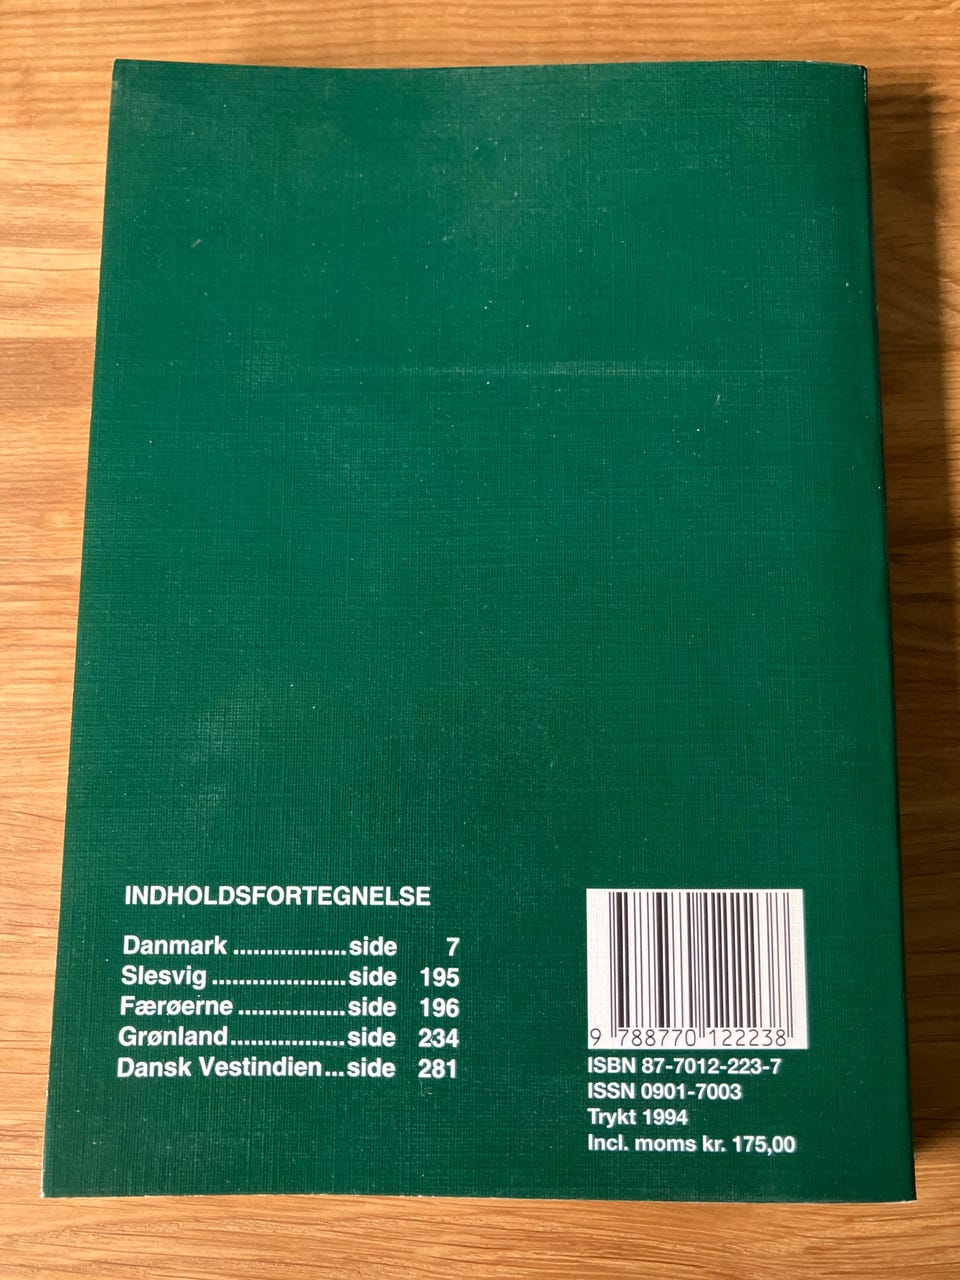 INDHOLDSFORTEGNELSE
Danmark .................side 7
Slesvig ....................side 195
Færøerne ................side 196
Grønland.................side 234
Dansk Vestindien...side 281
9 788770 122238
ISBN 87-7012-223-7
ISSN 0901-7003
Trykt 1994
Incl. moms kr. 175,00